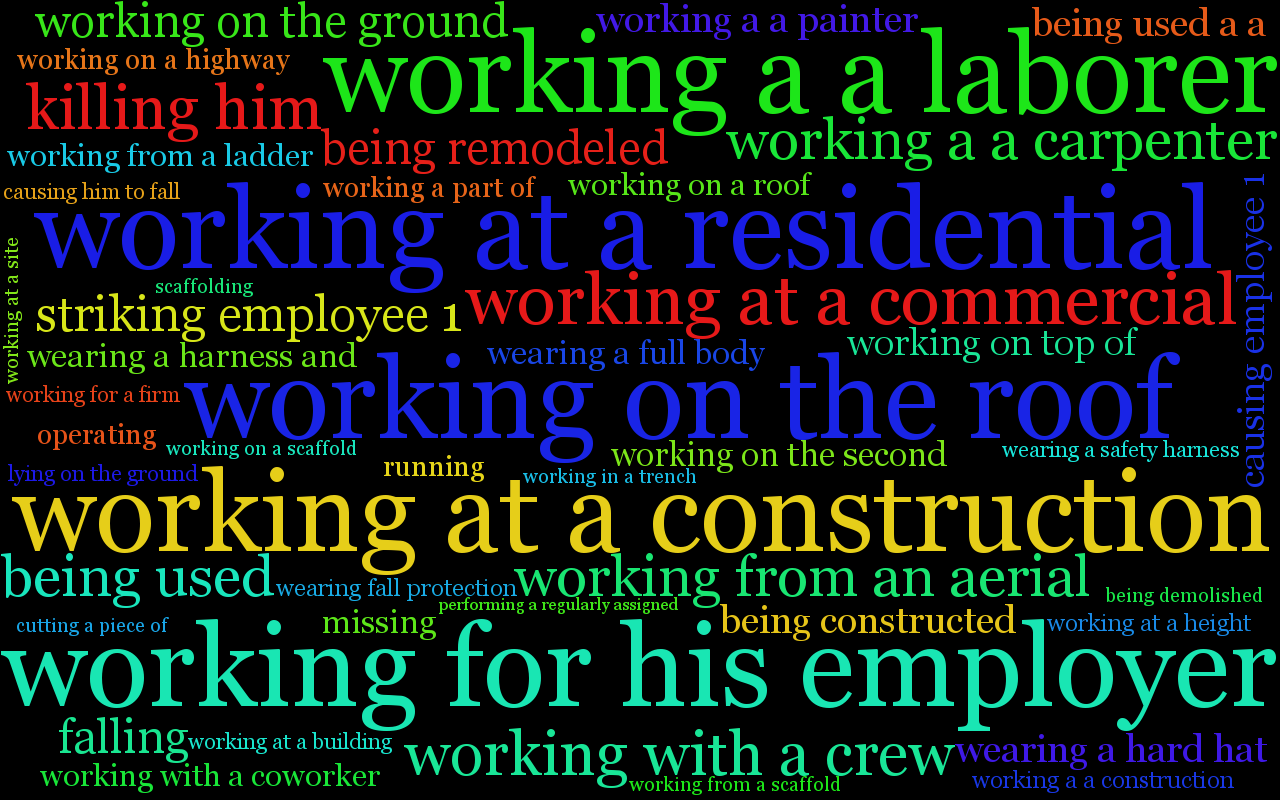 working on the ground
working a a painter
being used a a
working on a highway
working a a laborer
killing him
working a a carpenter
being remodeled
working from a ladder
causing him to fall
working a part of
working on a roof
working at a residential
causing employee 1
working at a site
scaffolding
striking employee 1
working at a commercial
wearing a harness and
wearing a full body
working on top of
working for a firm
working on the roof
operating
working on a scaffold
running
working on the second
wearing a safety harness
lying on the ground
working in a trench
working at a construction
being used
wearing fall protection
working from an aerial
performing a regularly assigned
being demolished
cutting a piece of
missing
being constructed
working at a height
working for his employer
falling
working at a building
working with a crew
wearing a hard hat
working with a coworker
working from a scaffold
working a a construction